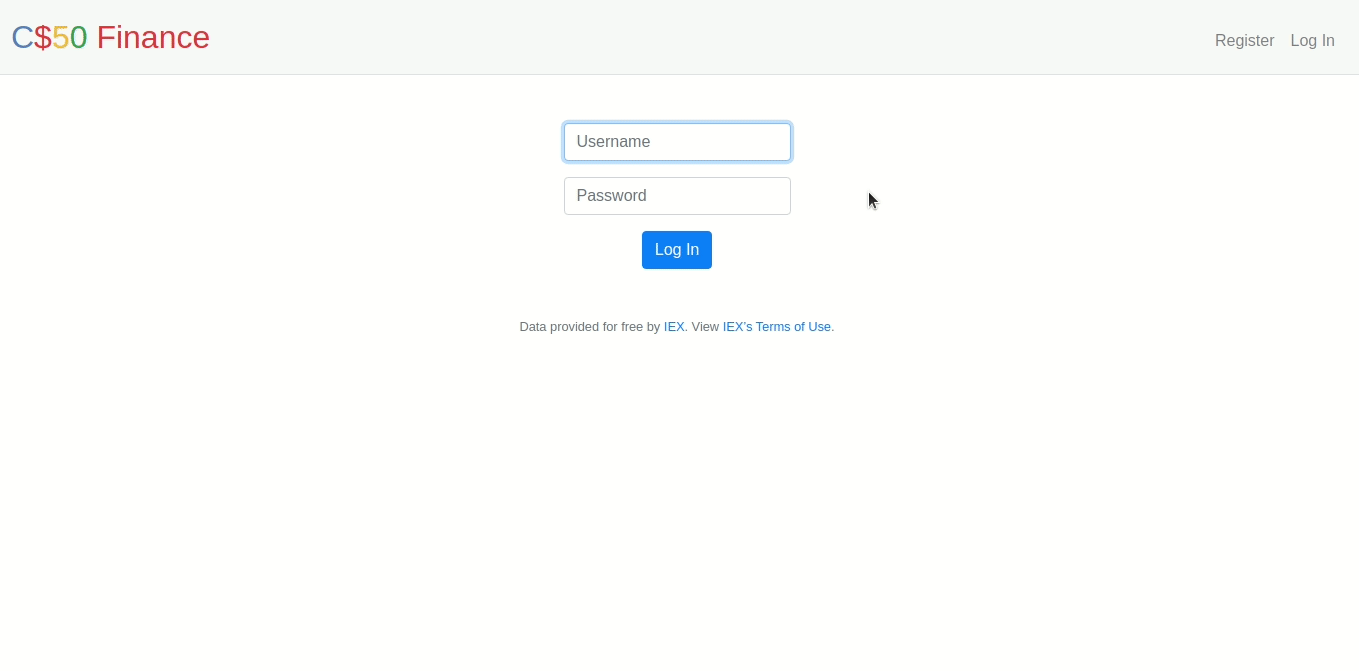 C$50 Finance
Register Log In
Username
Password
Log In
Data provided for free by IEX. View IEX's Terms of Use.